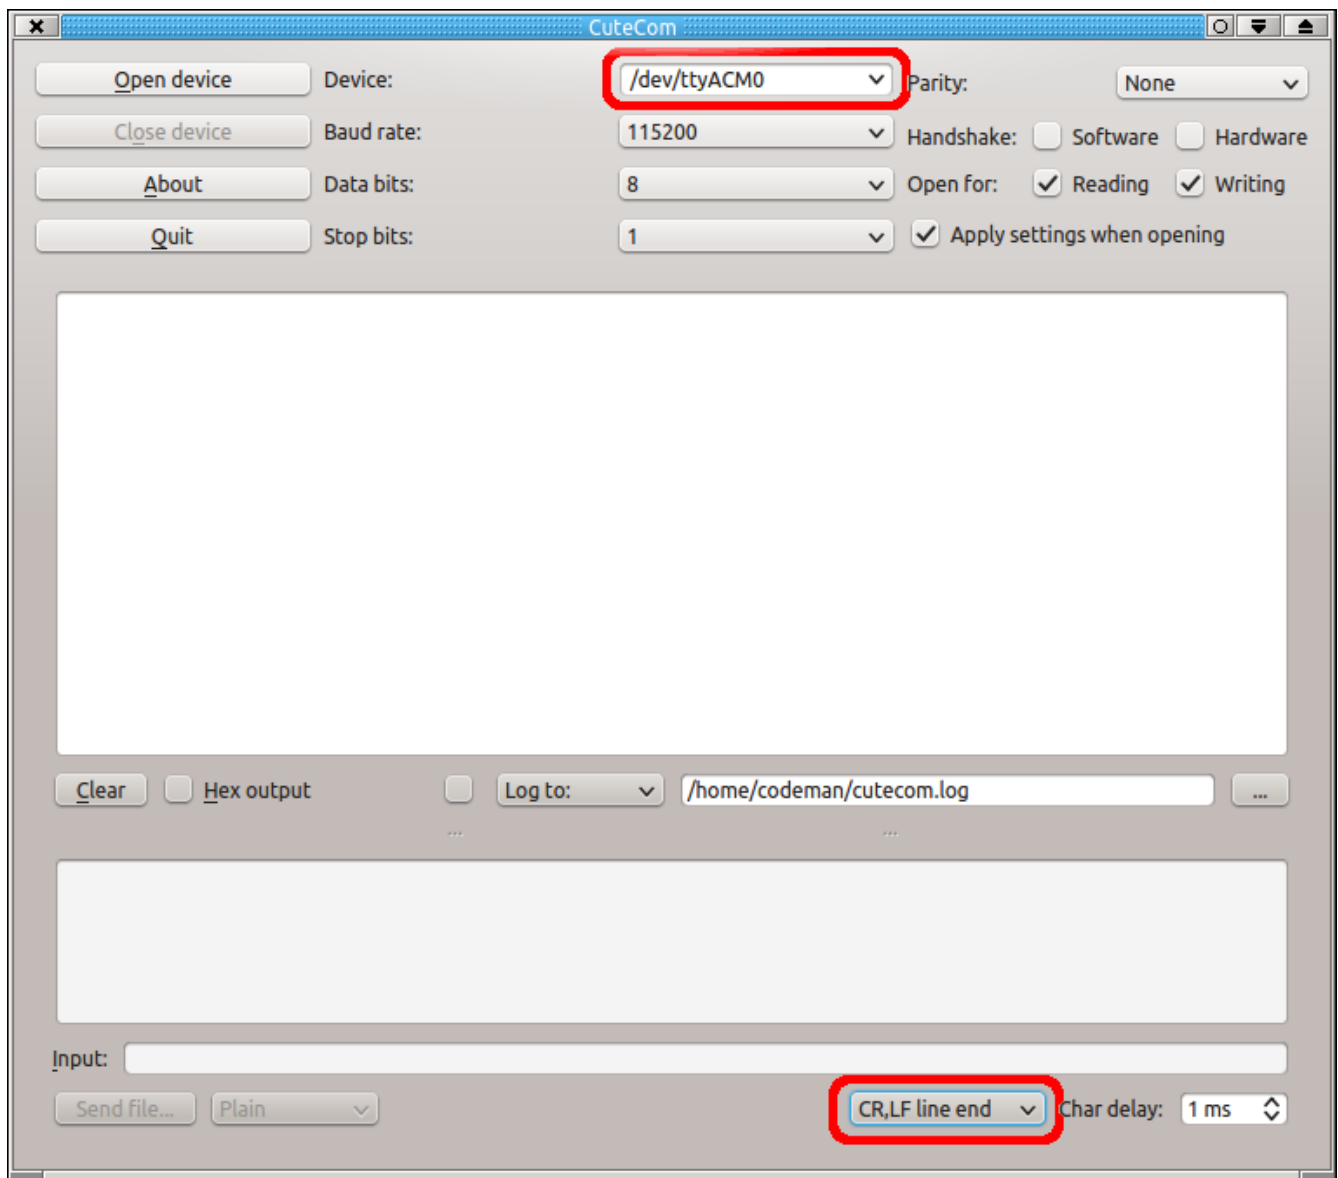 CuteCom
Open device Device: /dev/ttyACM0 Parity: None
Close device Baud rate: 115200 Handshake: Software Hardware
About Data bits: 8 Open for: Reading Writing
Quit Stop bits: 1 Apply settings when opening
Clear Hex output Log to: /home/codeman/cutecom.log ...
... ...
Input:
Send file... Plain CR,LF line end Char delay: 1 ms